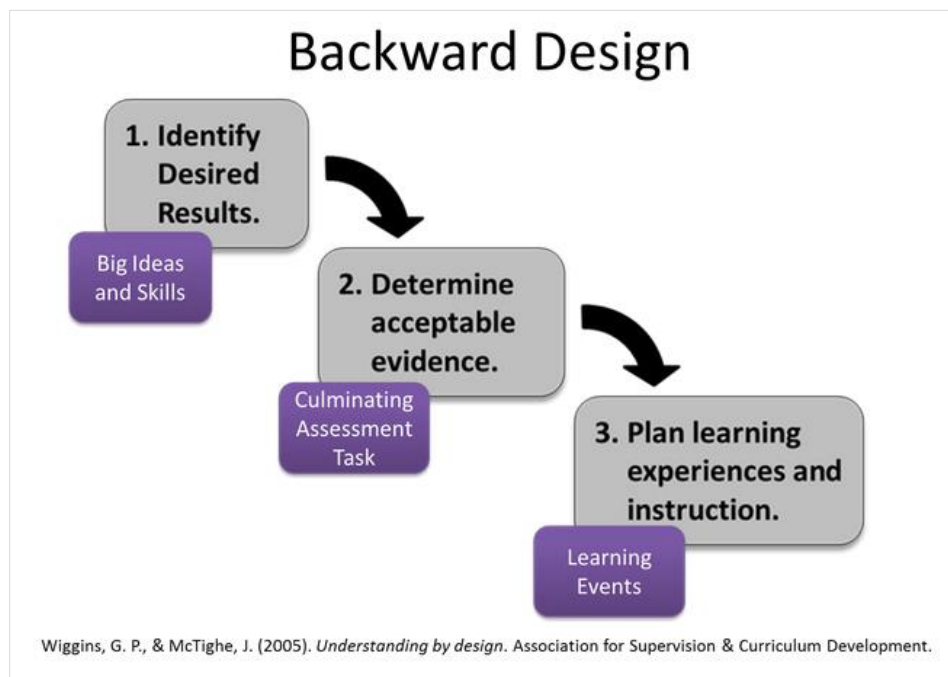 Backward Design
1. Identify
Desired
Results.
Big Ideas
and Skills
2. Determine
acceptable
evidence.
Culminating
Assessment
Task
3. Plan learning
experiences and
instruction.
Learning
Events
Wiggins, G. P., & McTighe, J. (2005). Understanding by design. Association for Supervision & Curriculum Development.